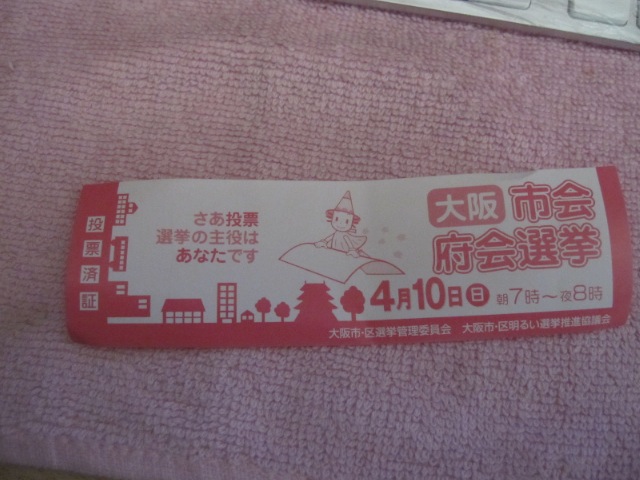 投票済証
さあ投票
選挙の主役は
あなたです
大阪 市会
府会選挙
4月10日(日) 朝7時～夜8時
大阪市・区選挙管理委員会 大阪市・区明るい選挙推進協議会